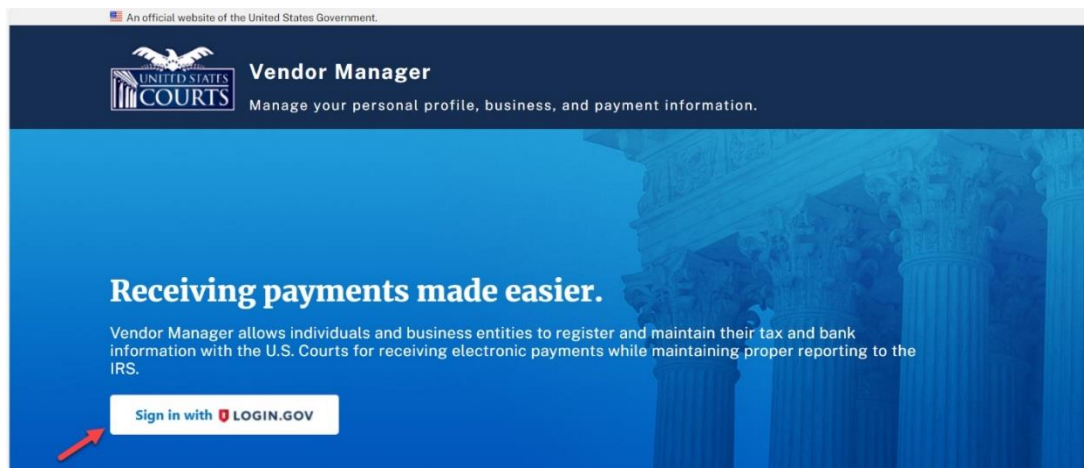 An official website of the United States Government.
UNITED STATES
COURTS
Vendor Manager
Manage your personal profile, business, and payment information.
Receiving payments made easier.
Vendor Manager allows individuals and business entities to register and maintain their tax and bank
information with the U.S. Courts for receiving electronic payments while maintaining proper reporting to the
IRS.
Sign in with LOGIN.GOV